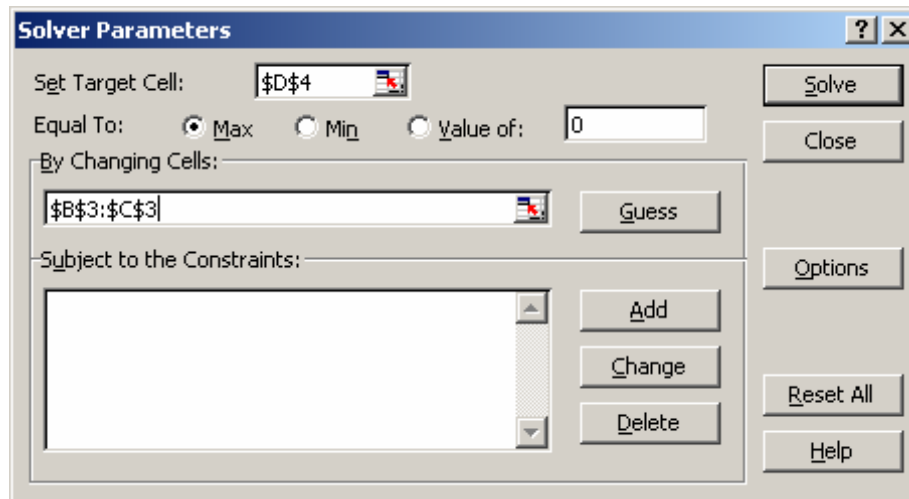 Solver Parameters
Set Target Cell: $D$4 Solve
Equal To: Max Min Value of: 0 Close
By Changing Cells:
$B$3:$C$3 Guess
Subject to the Constraints: Options
Add
Change
Reset All
Delete
Help